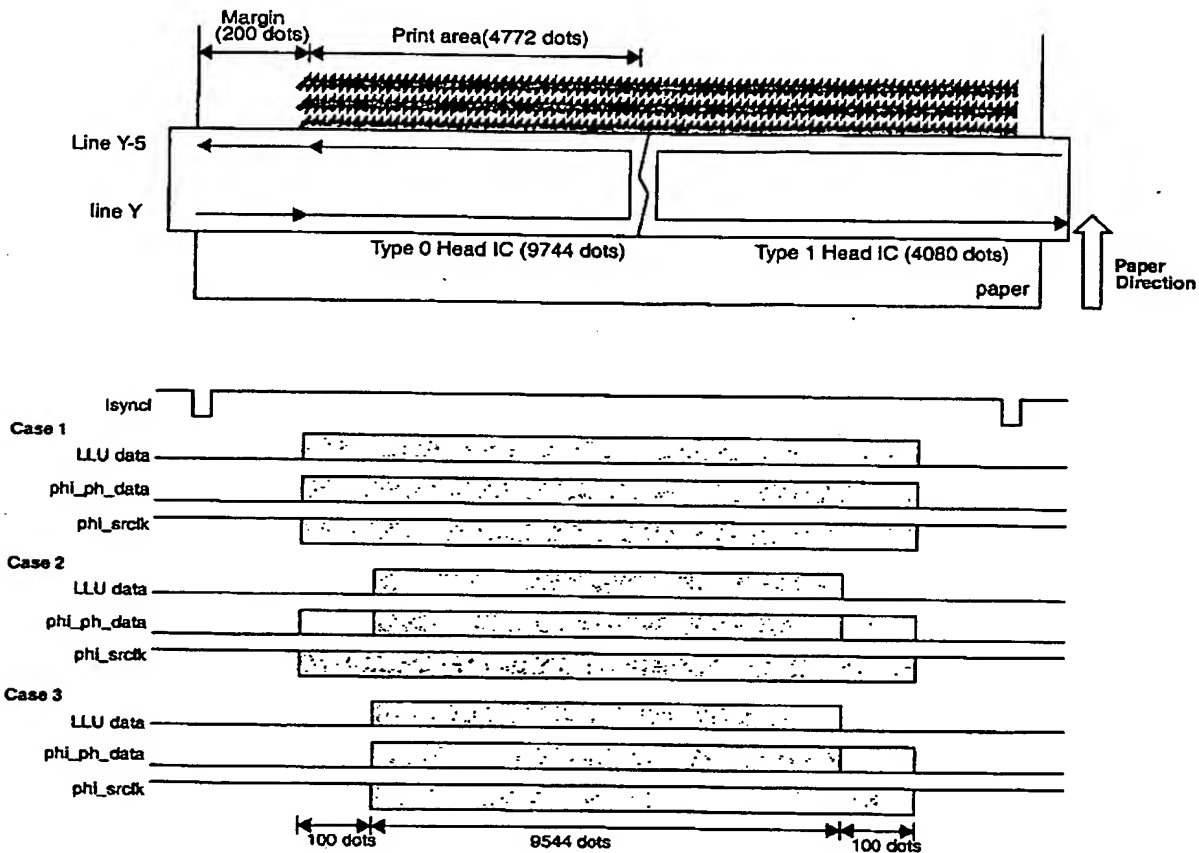 Margin
(200 dots)
Print area(4772 dots)
Line Y-5
line Y
Type 0 Head IC (9744 dots)
Type 1 Head IC (4080 dots)
paper
Paper
Direction
lsyncl
Case 1
LLU data
phi_ph_data
phi_srclk
Case 2
LLU data
phi_ph_data
phi_srclk
Case 3
LLU data
phi_ph_data
phi_srclk
100 dots
9544 dots
100 dots